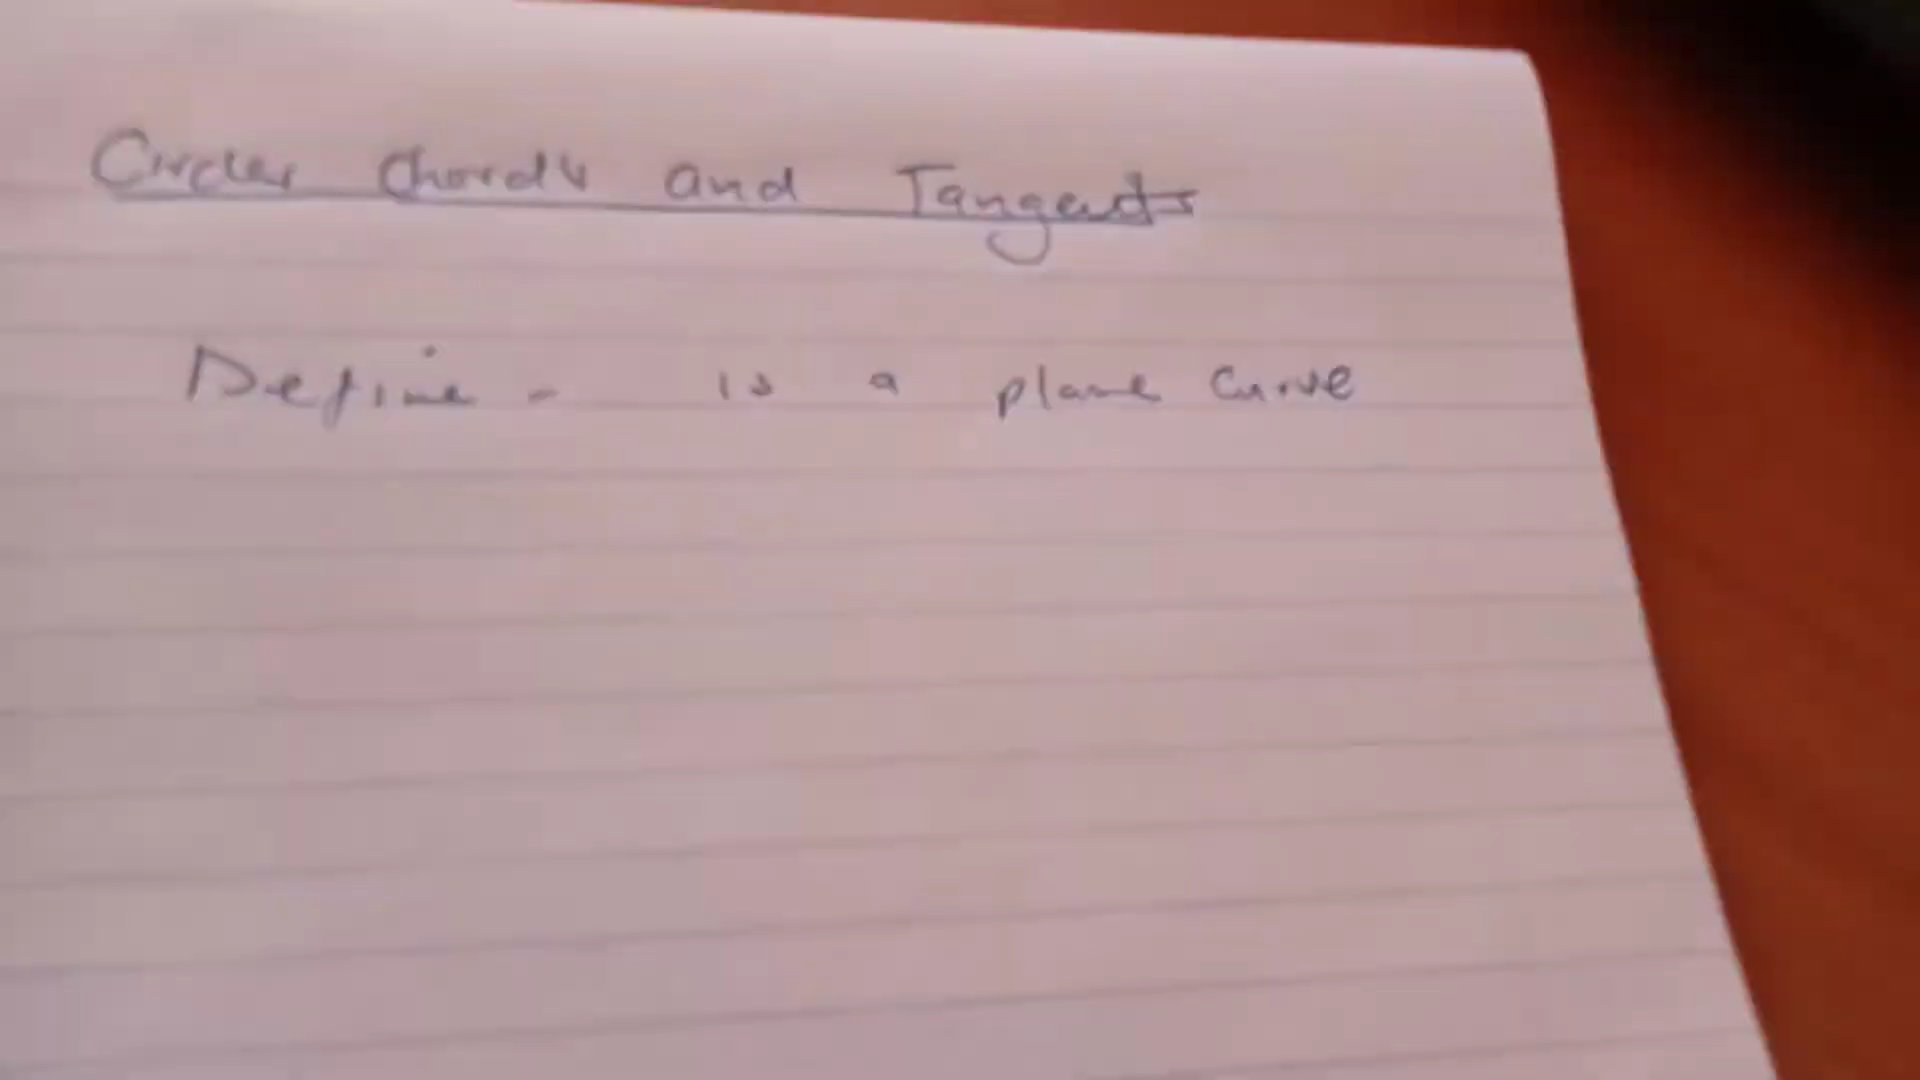 Circles Chords and Tangents
Define - is a plane curve